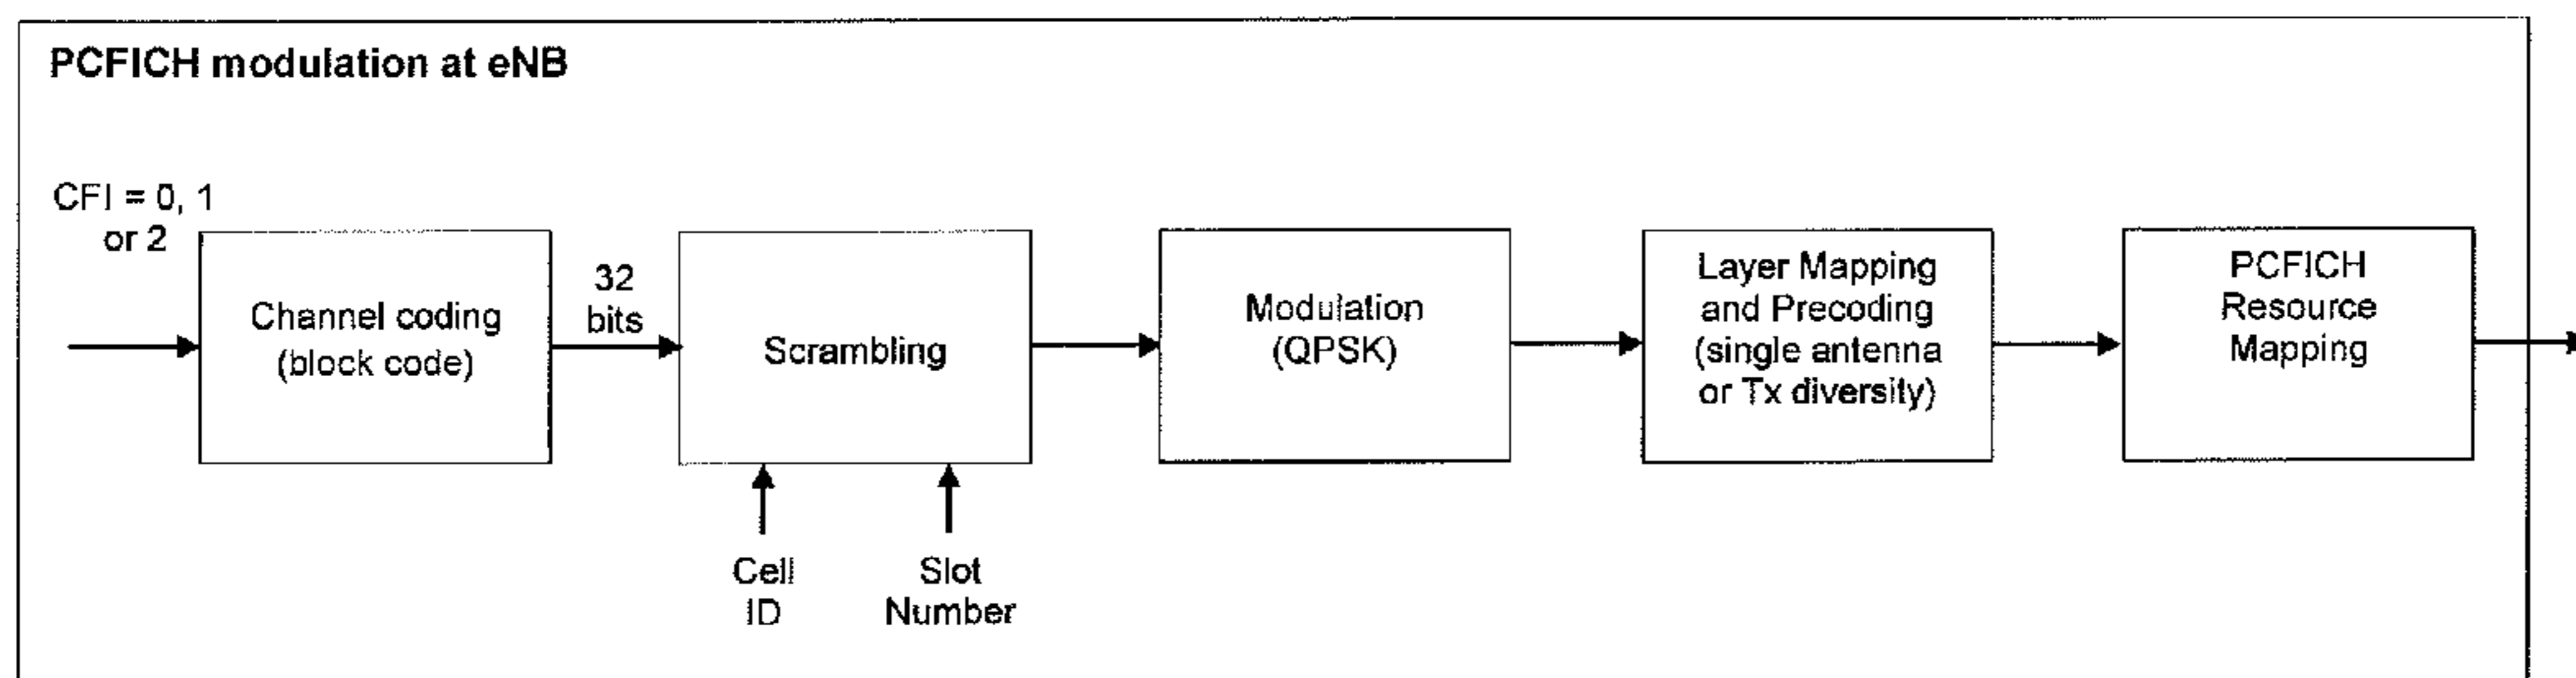 PCFICH modulation at eNB
CFI = 0, 1
or 2
Channel coding
(block code)
32
bits
Scrambling
Cell
ID
Slot
Number
Modulation
(QPSK)
Layer Mapping
and Precoding
(single antenna
or Tx diversity)
PCFICH
Resource
Mapping